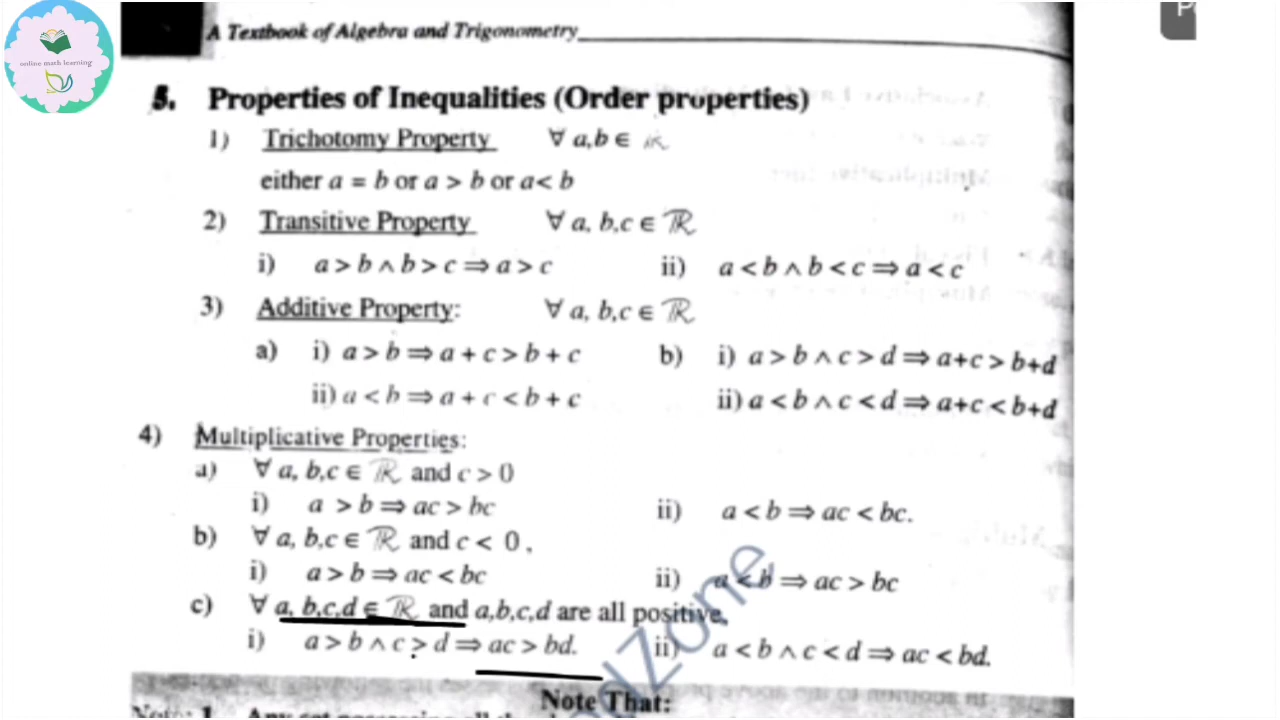 online math learning
A Textbook of Algebra and Trigonometry
5. Properties of Inequalities (Order properties)
1) Trichotomy Property ∀ a,b ∈ ℝ
either a = b or a > b or a< b
2) Transitive Property ∀ a, b,c ∈ ℝ
i) a > b ∧ b > c ⇒ a > c ii) a < b ∧ b < c ⇒ a < c
3) Additive Property: ∀ a, b,c ∈ ℝ
a) i) a > b ⇒ a + c > b + c b) i) a > b ∧ c > d ⇒ a+c > b+d
ii) a < b ⇒ a + c < b + c ii) a < b ∧ c < d ⇒ a+c < b+d
4) Multiplicative Properties:
a) ∀ a, b,c ∈ ℝ and c > 0
i) a > b ⇒ ac > bc ii) a < b ⇒ ac < bc.
b) ∀ a, b,c ∈ ℝ and c < 0,
i) a > b ⇒ ac < bc ii) a < b ⇒ ac > bc
c) ∀ a, b,c,d ∈ ℝ and a,b,c,d are all positive,
i) a > b ∧ c > d ⇒ ac > bd. ii) a < b ∧ c < d ⇒ ac < bd.
Note That: